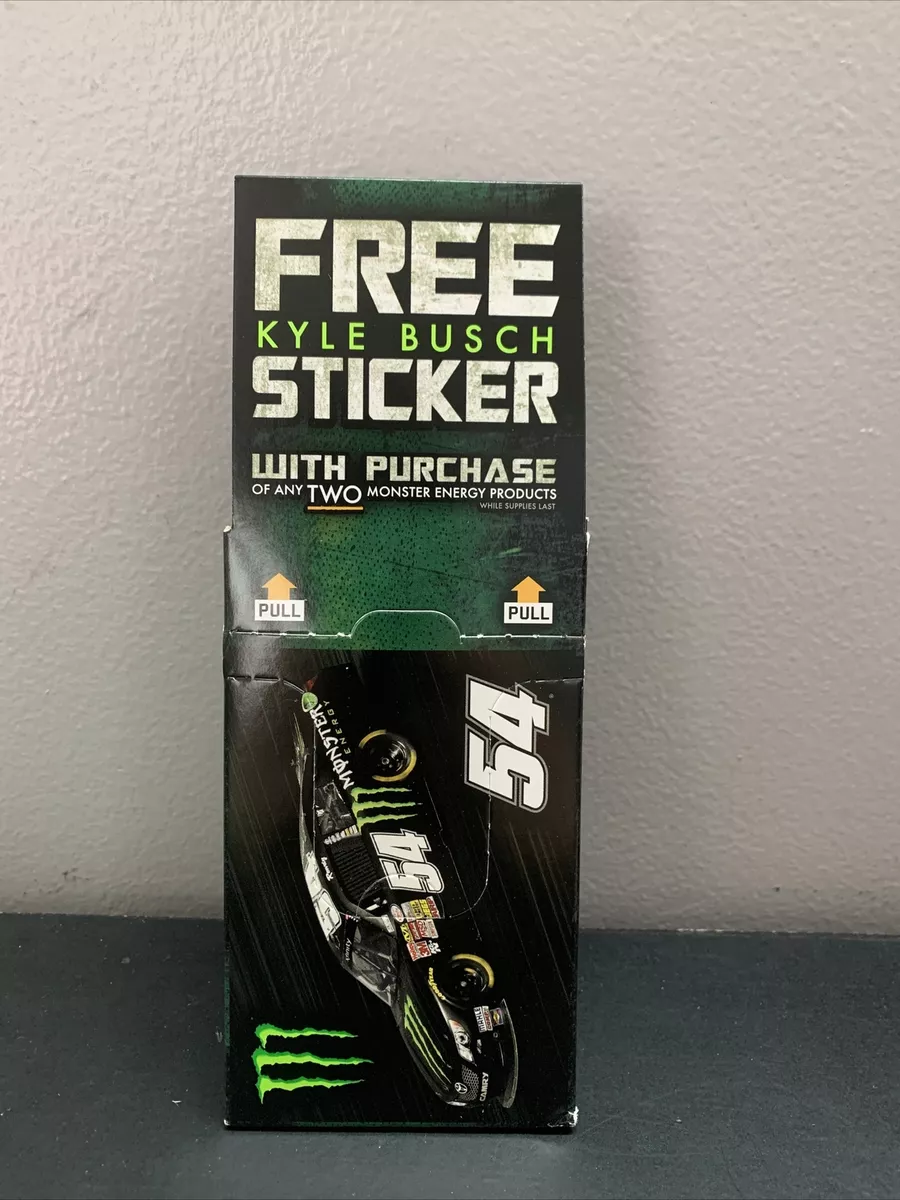 FREE
KYLE BUSCH
STICKER
WITH PURCHASE
OF ANY TWO MONSTER ENERGY PRODUCTS
WHILE SUPPLIES LAST
PULL
PULL
54
MONSTER
ENERGY
54
CAMRY